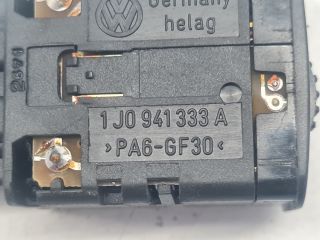 Germany
helag
1J0 941 333 A
>PA6-GF30<